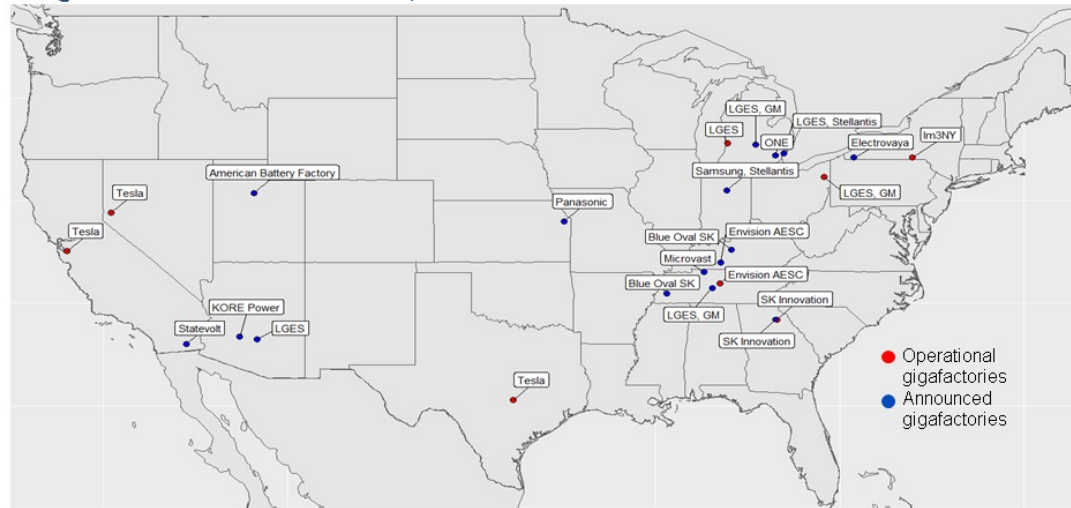 LGES, GM
LGES, Stellantis
LGES
ONE
Electrovaya
Im3NY
American Battery Factory
Samsung, Stellantis
LGES, GM
Tesla
Panasonic
Tesla
Blue Oval SK
Envision AESC
Microvast
Envision AESC
Blue Oval SK
KORE Power
SK Innovation
Statevolt
LGES
LGES, GM
SK Innovation
Operational
gigafactories
Tesla
Announced
gigafactories